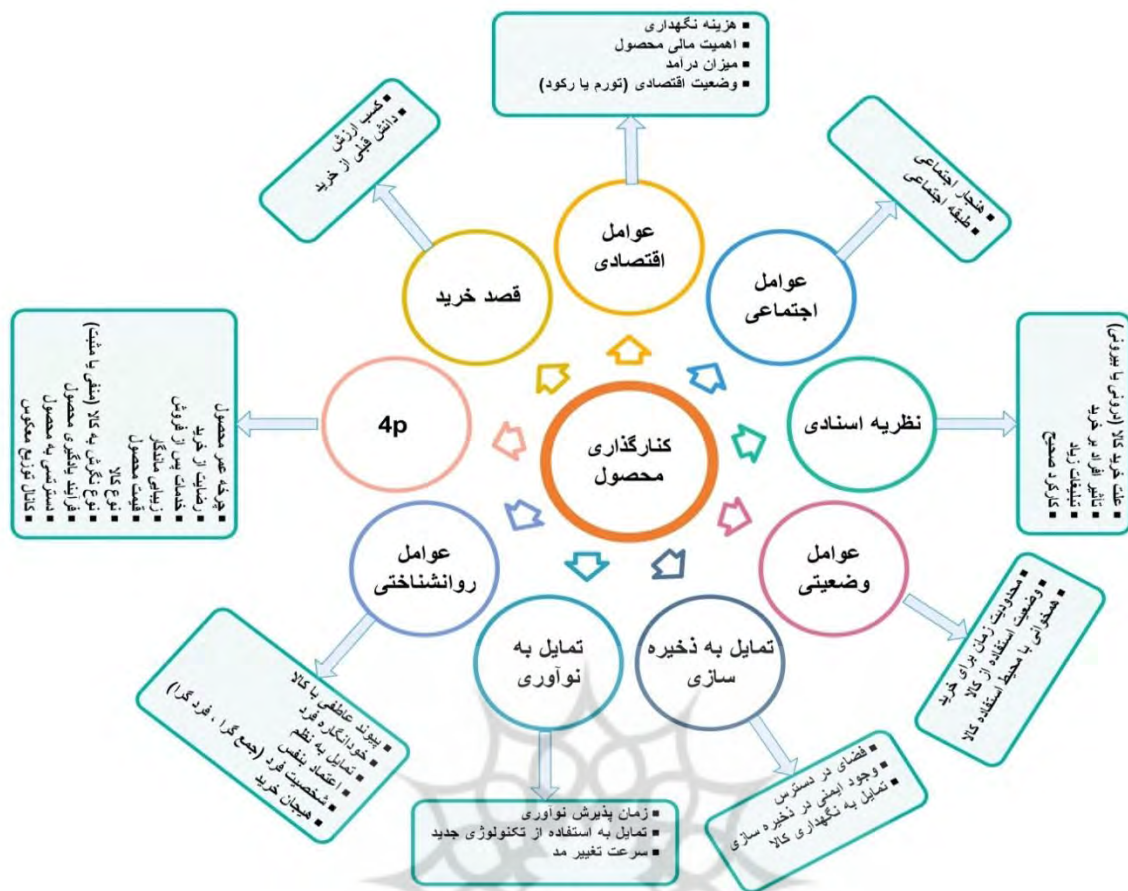 کنارگذاری
محصول
عوامل
اقتصادی
▪ هزینه نگهداری
▪ اهمیت مالی محصول
▪ میزان درآمد
▪ وضعیت اقتصادی (تورم یا رکود)
عوامل
اجتماعی
▪ هنجار اجتماعی
▪ طبقه اجتماعی
نظریه اسنادی
▪ علت خرید کالا (درونی یا بیرونی)
▪ تاثیر افراد بر خرید
▪ تبلیغات زیاد
▪ کارکرد صحیح
عوامل
وضعیتی
▪ محدودیت زمان برای خرید
▪ وضعیت استفاده از کالا
▪ همخوانی با محیط استفاده کالا
تمایل به ذخیره
سازی
▪ فضای در دسترس
▪ وجود ایمنی در ذخیره سازی
▪ تمایل به نگهداری کالا
تمایل به
نوآوری
▪ زمان پذیرش نوآوری
▪ تمایل به استفاده از تکنولوژی جدید
▪ سرعت تغییر مد
عوامل
روانشناختی
▪ پیوند عاطفی با کالا
▪ خودانگاره فرد
▪ تمایل به نظم
▪ اعتماد بنفس
▪ شخصیت فرد (جمع گرا ، فرد گرا)
▪ هیجان خرید
4p
▪ چرخه عمر محصول
▪ رضایت از خرید
▪ خدمات پس از فروش
▪ زیبایی ماندگار
▪ قیمت محصول
▪ نوع کالا
▪ نوع نگرش به کالا (منفی یا مثبت)
▪ فرایند یادگیری محصول
▪ دسترسی به محصول
▪ کانال توزیع معکوس
قصد خرید
▪ کسب ارزش
▪ دانش قبلی از خرید